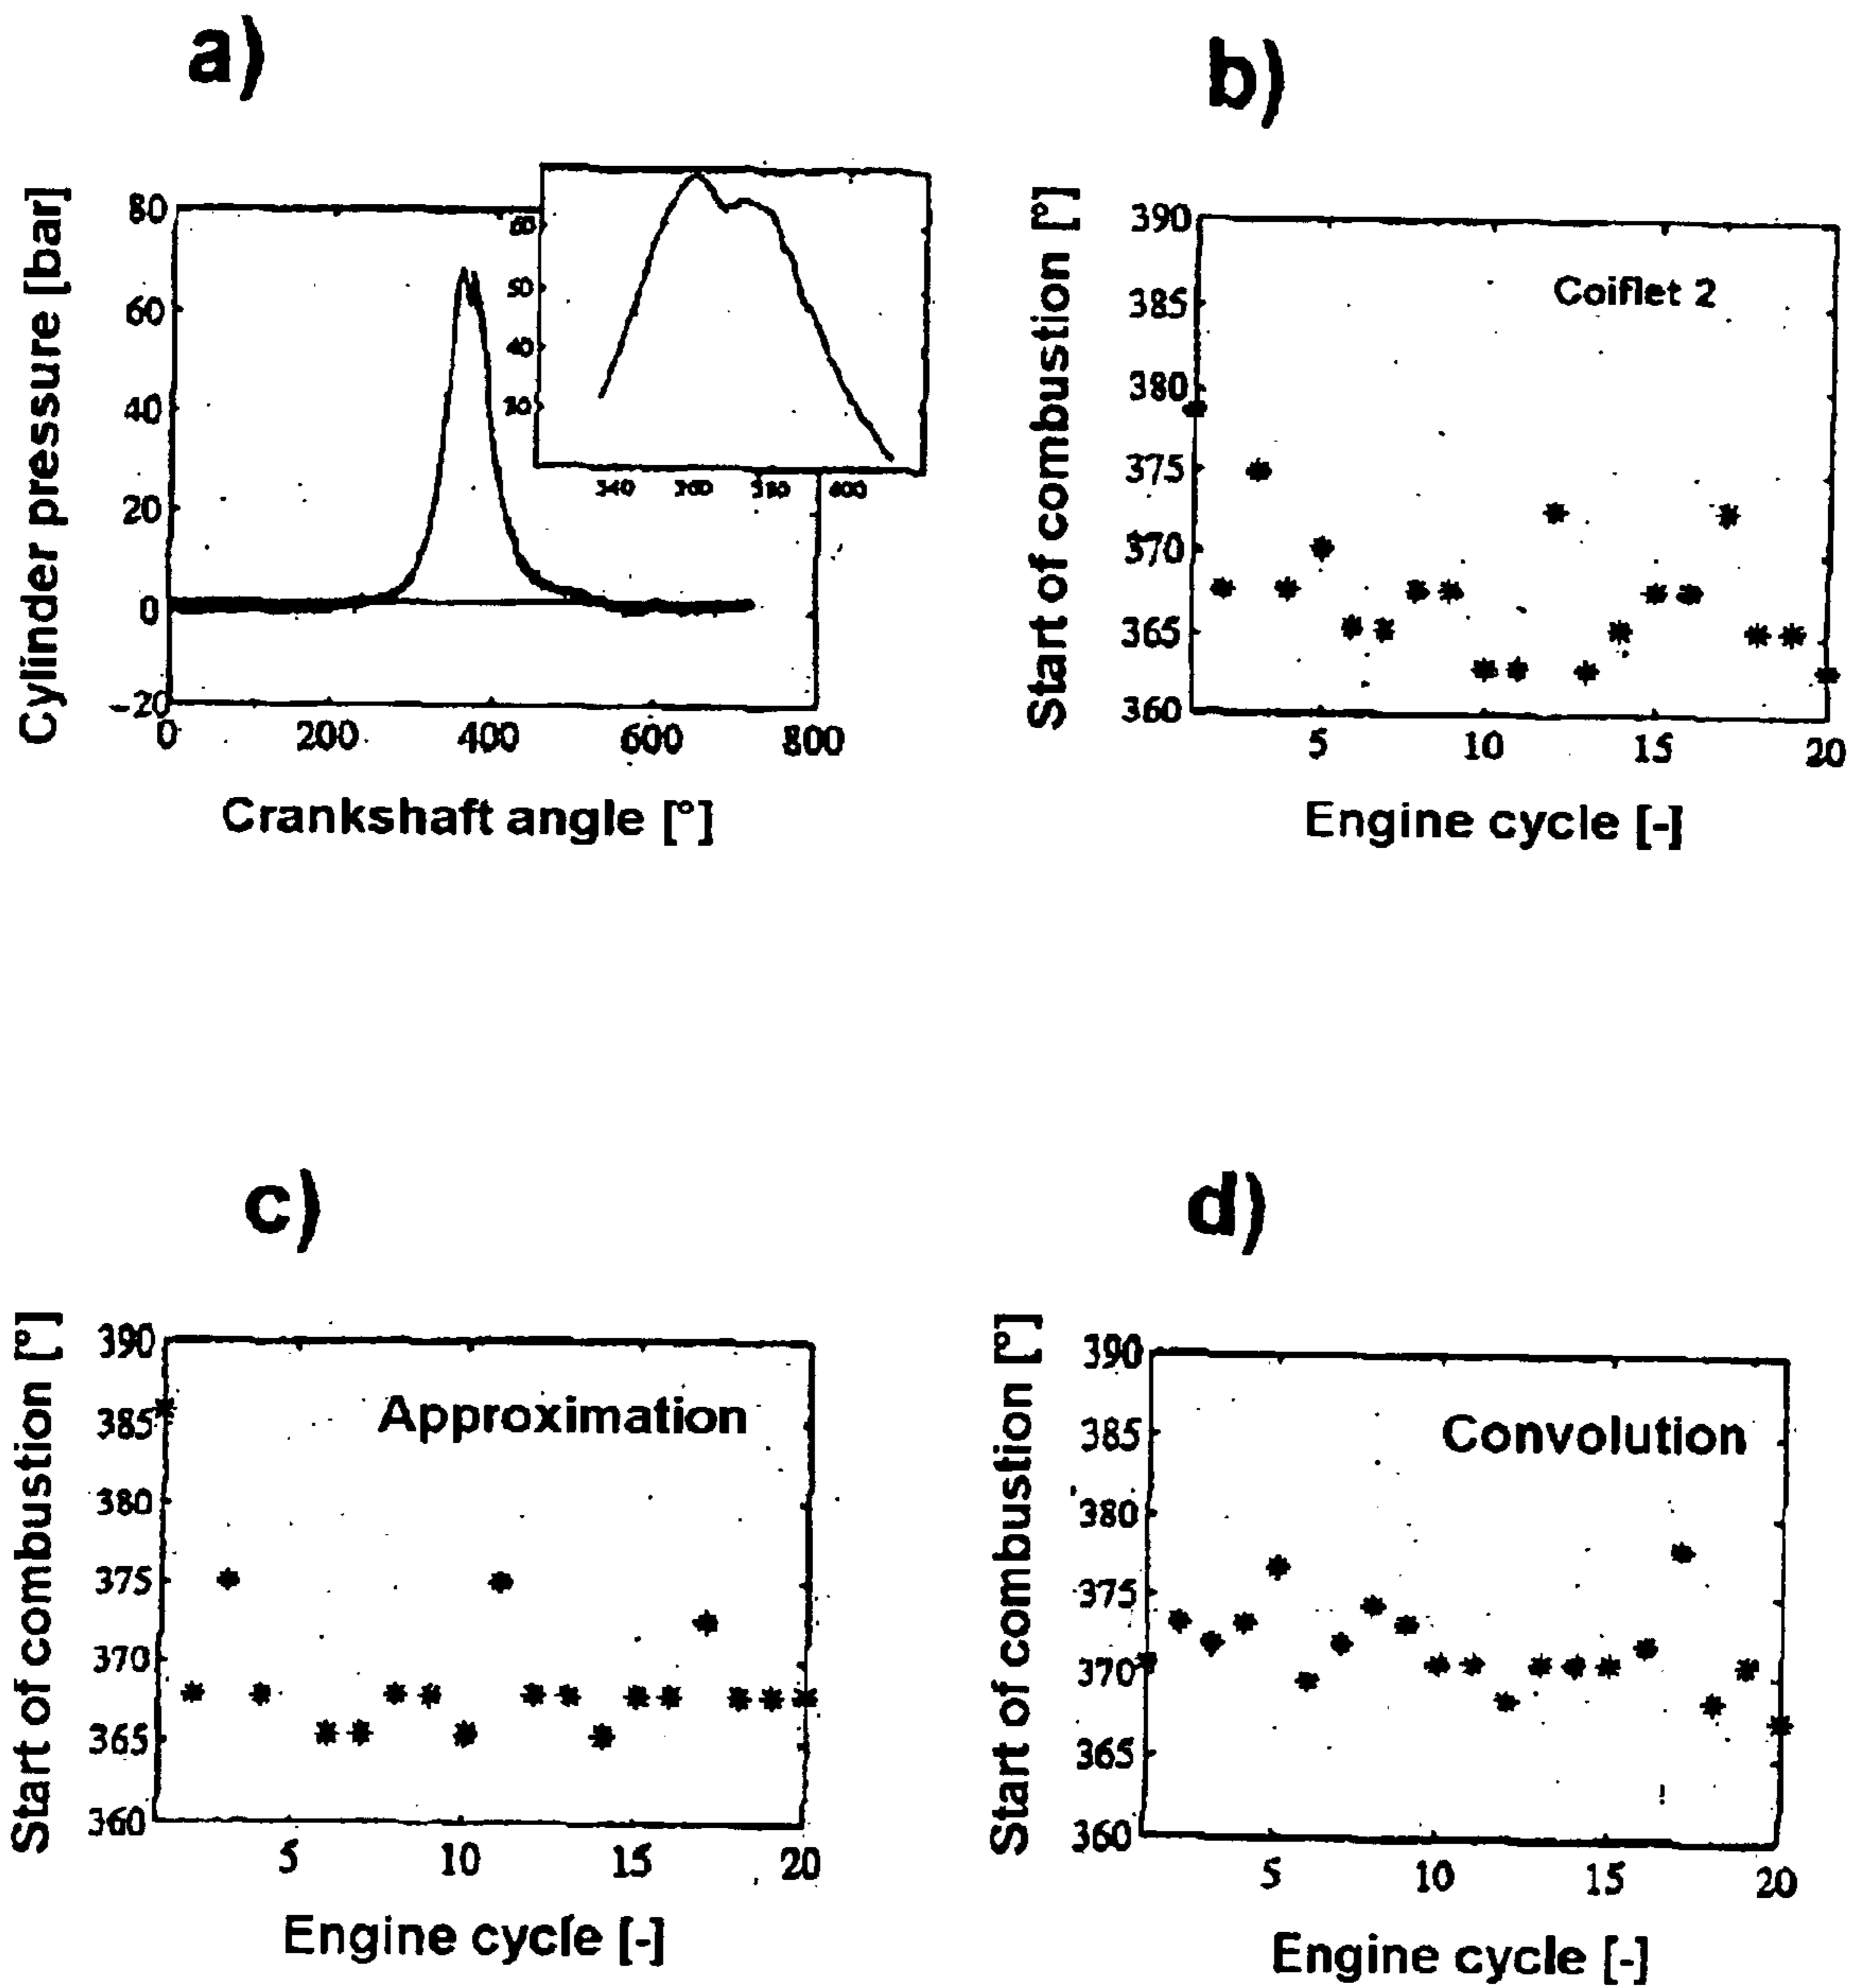 a)
Cylinder pressure [bar]
80
60
40
20
0
-20
0 200 400 600 800
Crankshaft angle [°]
60
50
40
30
340 360 380 400
b)
Start of combustion [°]
390
385
380
375
370
365
360
Coiflet 2
5 10 15 20
Engine cycle [-]
c)
Start of combustion [°]
390
385
380
375
370
365
360
Approximation
5 10 15 20
Engine cycle [-]
d)
Start of combustion [°]
390
385
380
375
370
365
360
Convolution
5 10 15 20
Engine cycle [-]